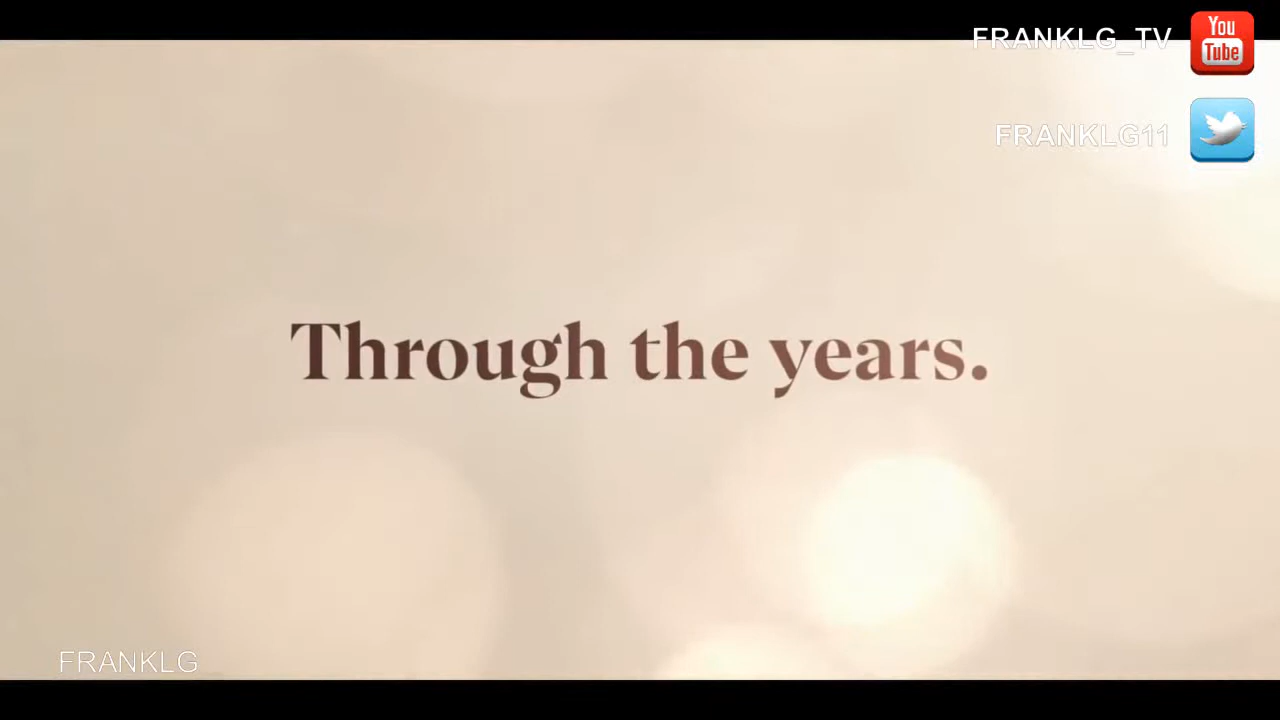 FRANKLG_TV
You
Tube
FRANKLG11
Through the years.
FRANKLG